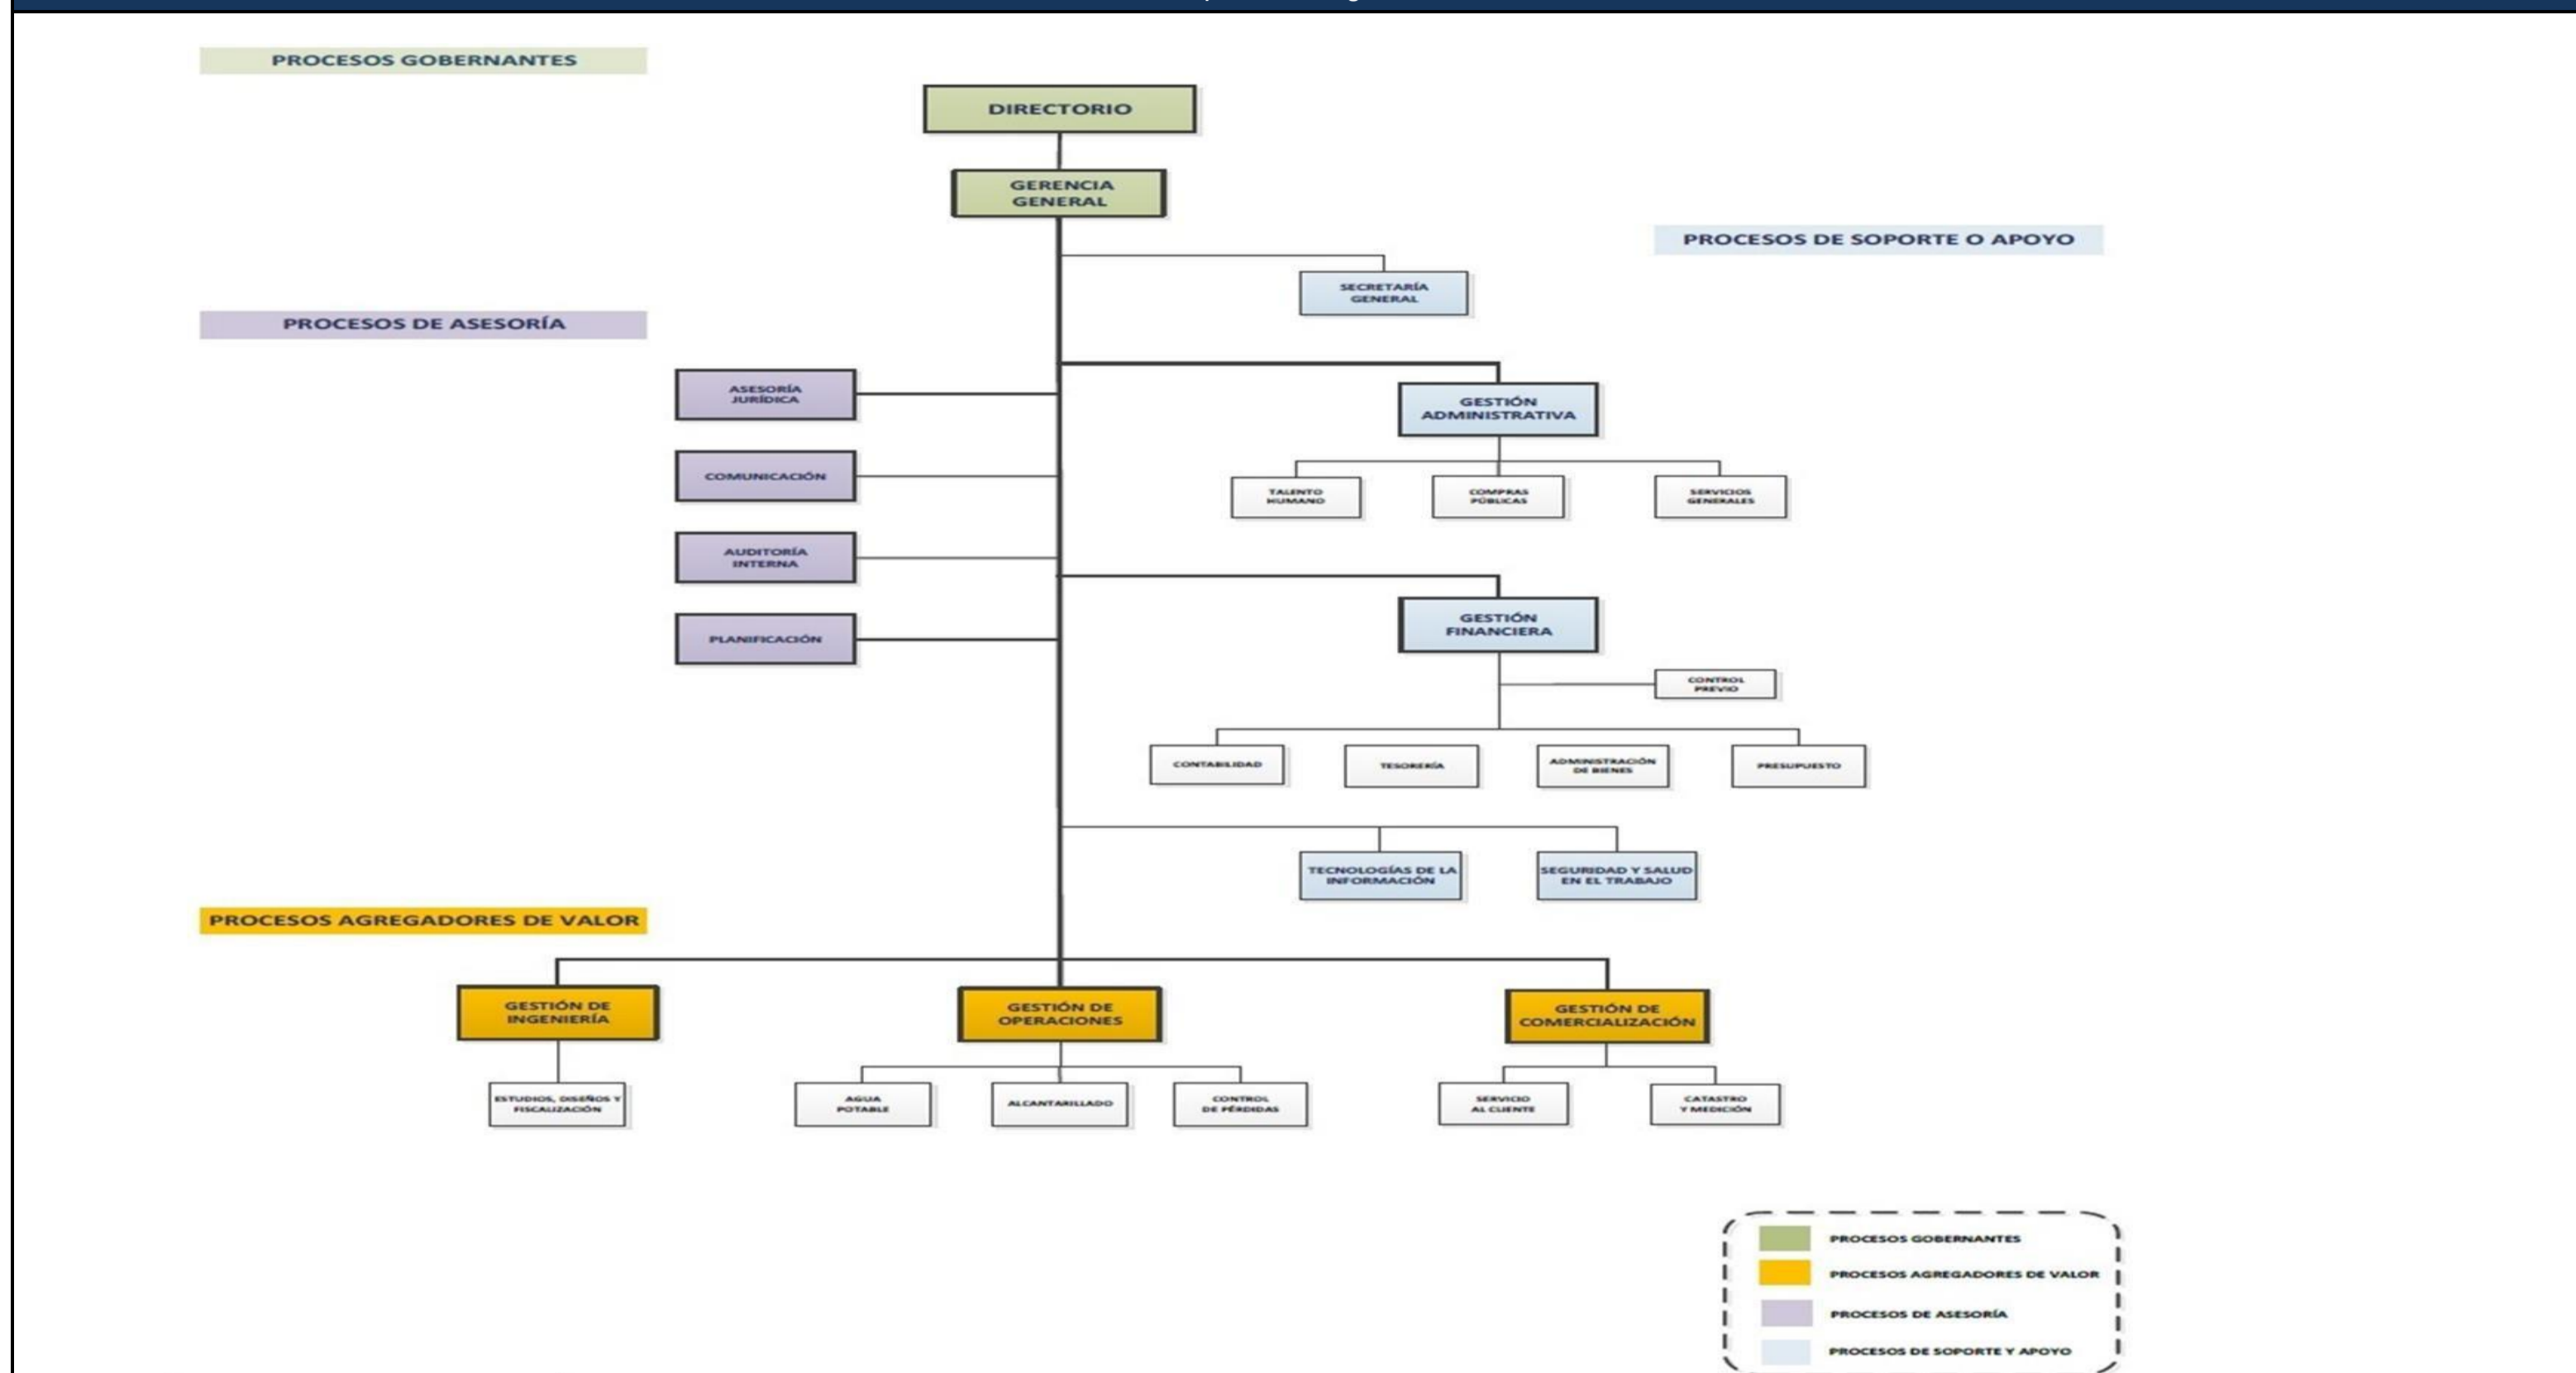 PROCESOS GOBERNANTES
DIRECTORIO
GERENCIA
GENERAL
PROCESOS DE SOPORTE O APOYO
SECRETARÍA
GENERAL
PROCESOS DE ASESORÍA
ASESORÍA
JURÍDICA
GESTIÓN
ADMINISTRATIVA
COMUNICACIÓN
TALENTO
HUMANO
COMPRAS
PÚBLICAS
SERVICIOS
GENERALES
AUDITORÍA
INTERNA
PLANIFICACIÓN
GESTIÓN
FINANCIERA
CONTROL
PREVIO
CONTABILIDAD
TESORERÍA
ADMINISTRACIÓN
DE BIENES
PRESUPUESTO
TECNOLOGÍAS DE LA
INFORMACIÓN
SEGURIDAD Y SALUD
EN EL TRABAJO
PROCESOS AGREGADORES DE VALOR
GESTIÓN DE
INGENIERÍA
GESTIÓN DE
OPERACIONES
GESTIÓN DE
COMERCIALIZACIÓN
ESTUDIOS, DISEÑOS Y
FISCALIZACIÓN
AGUA
POTABLE
ALCANTARILLADO
CONTROL
DE PÉRDIDAS
SERVICIO
AL CLIENTE
CATASTRO
Y MEDICIÓN
PROCESOS GOBERNANTES
PROCESOS AGREGADORES DE VALOR
PROCESOS DE ASESORÍA
PROCESOS DE SOPORTE Y APOYO